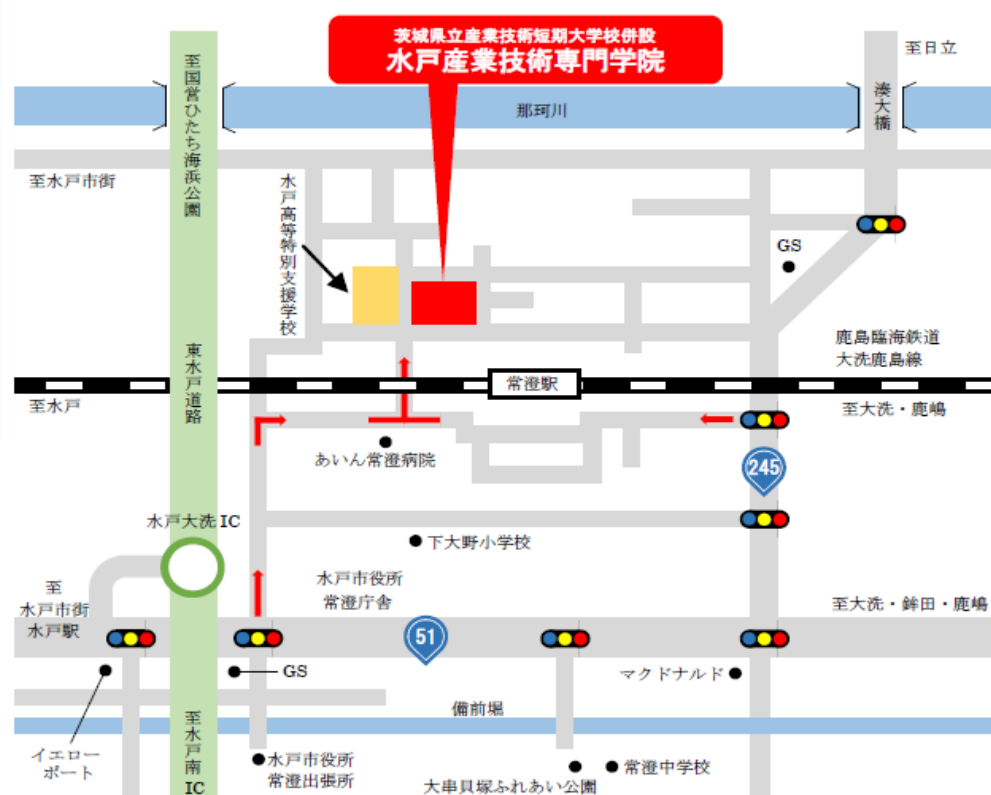 茨城県立産業技術短期大学校併設
水戸産業技術専門学院
至日立
至国営ひたち海浜公園
那珂川
湊大橋
至水戸市街
水戸高等特別支援学校
GS
東水戸道路
鹿島臨海鉄道
大洗鹿島線
常澄駅
至水戸
至大洗・鹿嶋
あいん常澄病院
245
水戸大洗IC
下大野小学校
至
水戸市街
水戸駅
水戸市役所
常澄庁舎
至大洗・鉾田・鹿嶋
51
GS
マクドナルド
備前堀
至水戸南IC
イエロー
ポート
水戸市役所
常澄出張所
常澄中学校
大串貝塚ふれあい公園